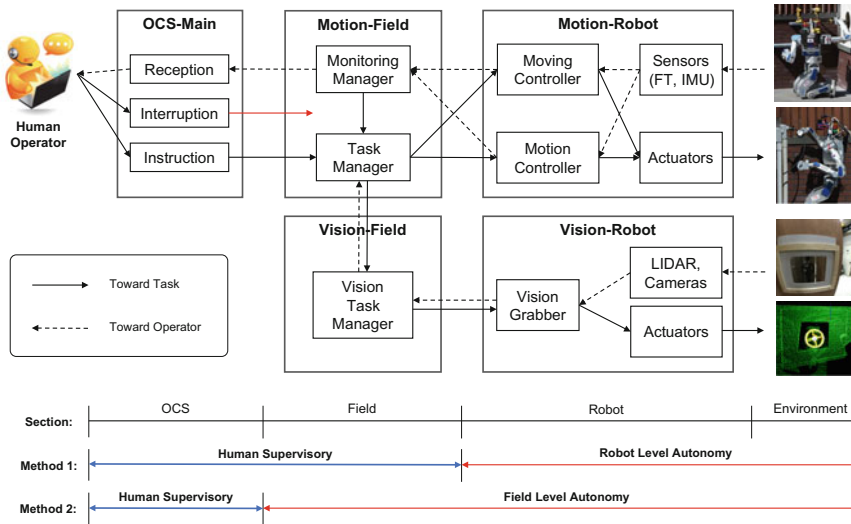 OCS-Main
Motion-Field
Motion-Robot
Reception
Monitoring
Manager
Moving
Controller
Sensors
(FT, IMU)
Human
Operator
Interruption
Instruction
Task
Manager
Motion
Controller
Actuators
Vision-Field
Vision-Robot
Toward Task
Toward Operator
Vision
Task
Manager
Vision
Grabber
LIDAR,
Cameras
Actuators
Section:
OCS
Field
Robot
Environment
Method 1:
Human Supervisory
Robot Level Autonomy
Method 2:
Human Supervisory
Field Level Autonomy